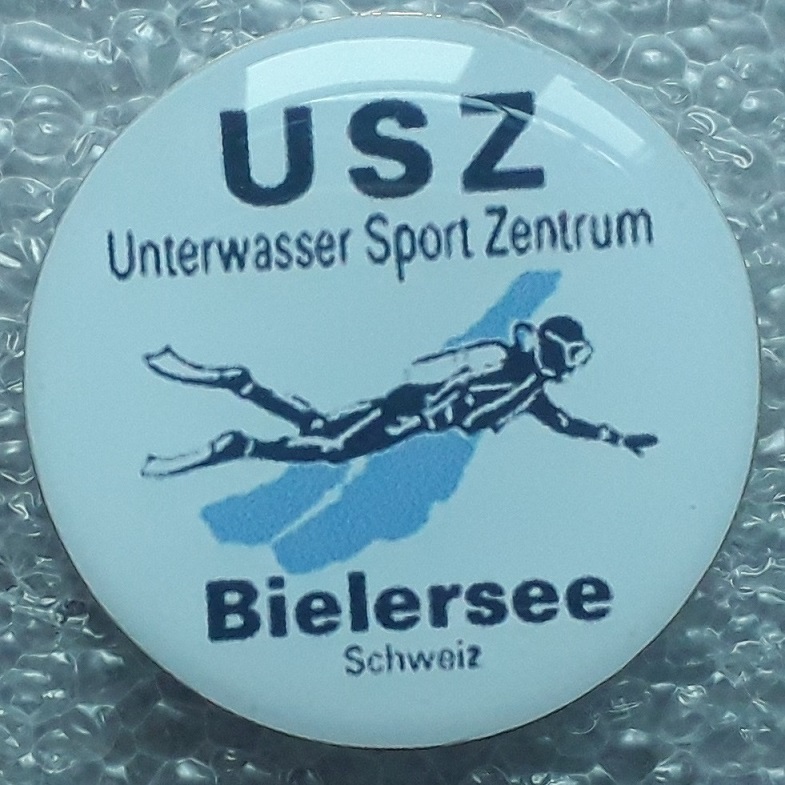 USZ
Unterwasser Sport Zentrum
Bielersee
Schweiz